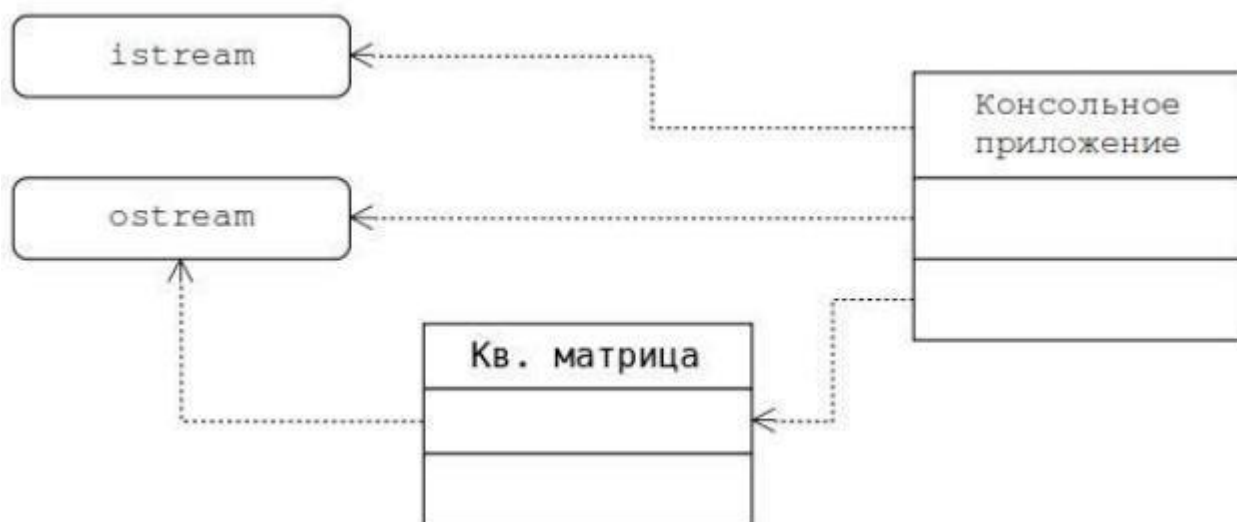 istream
Консольное
приложение
ostream
Кв. матрица